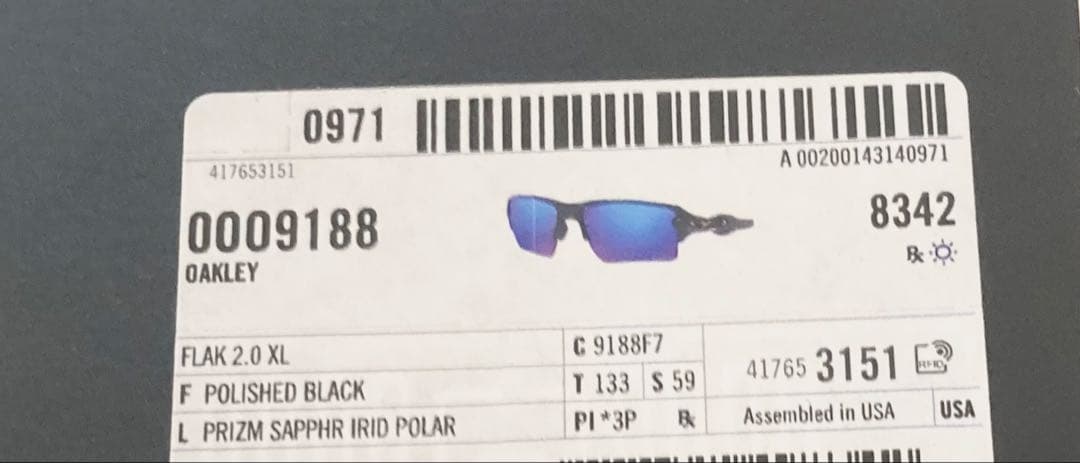 0971
A 00200143140971
417653151
0009188
8342
OAKLEY
℞
FLAK 2.0 XL
C 9188F7
F POLISHED BLACK
T 133 S 59
41765 3151 RFID
L PRIZM SAPPHR IRID POLAR
PI *3P ℞
Assembled in USA USA